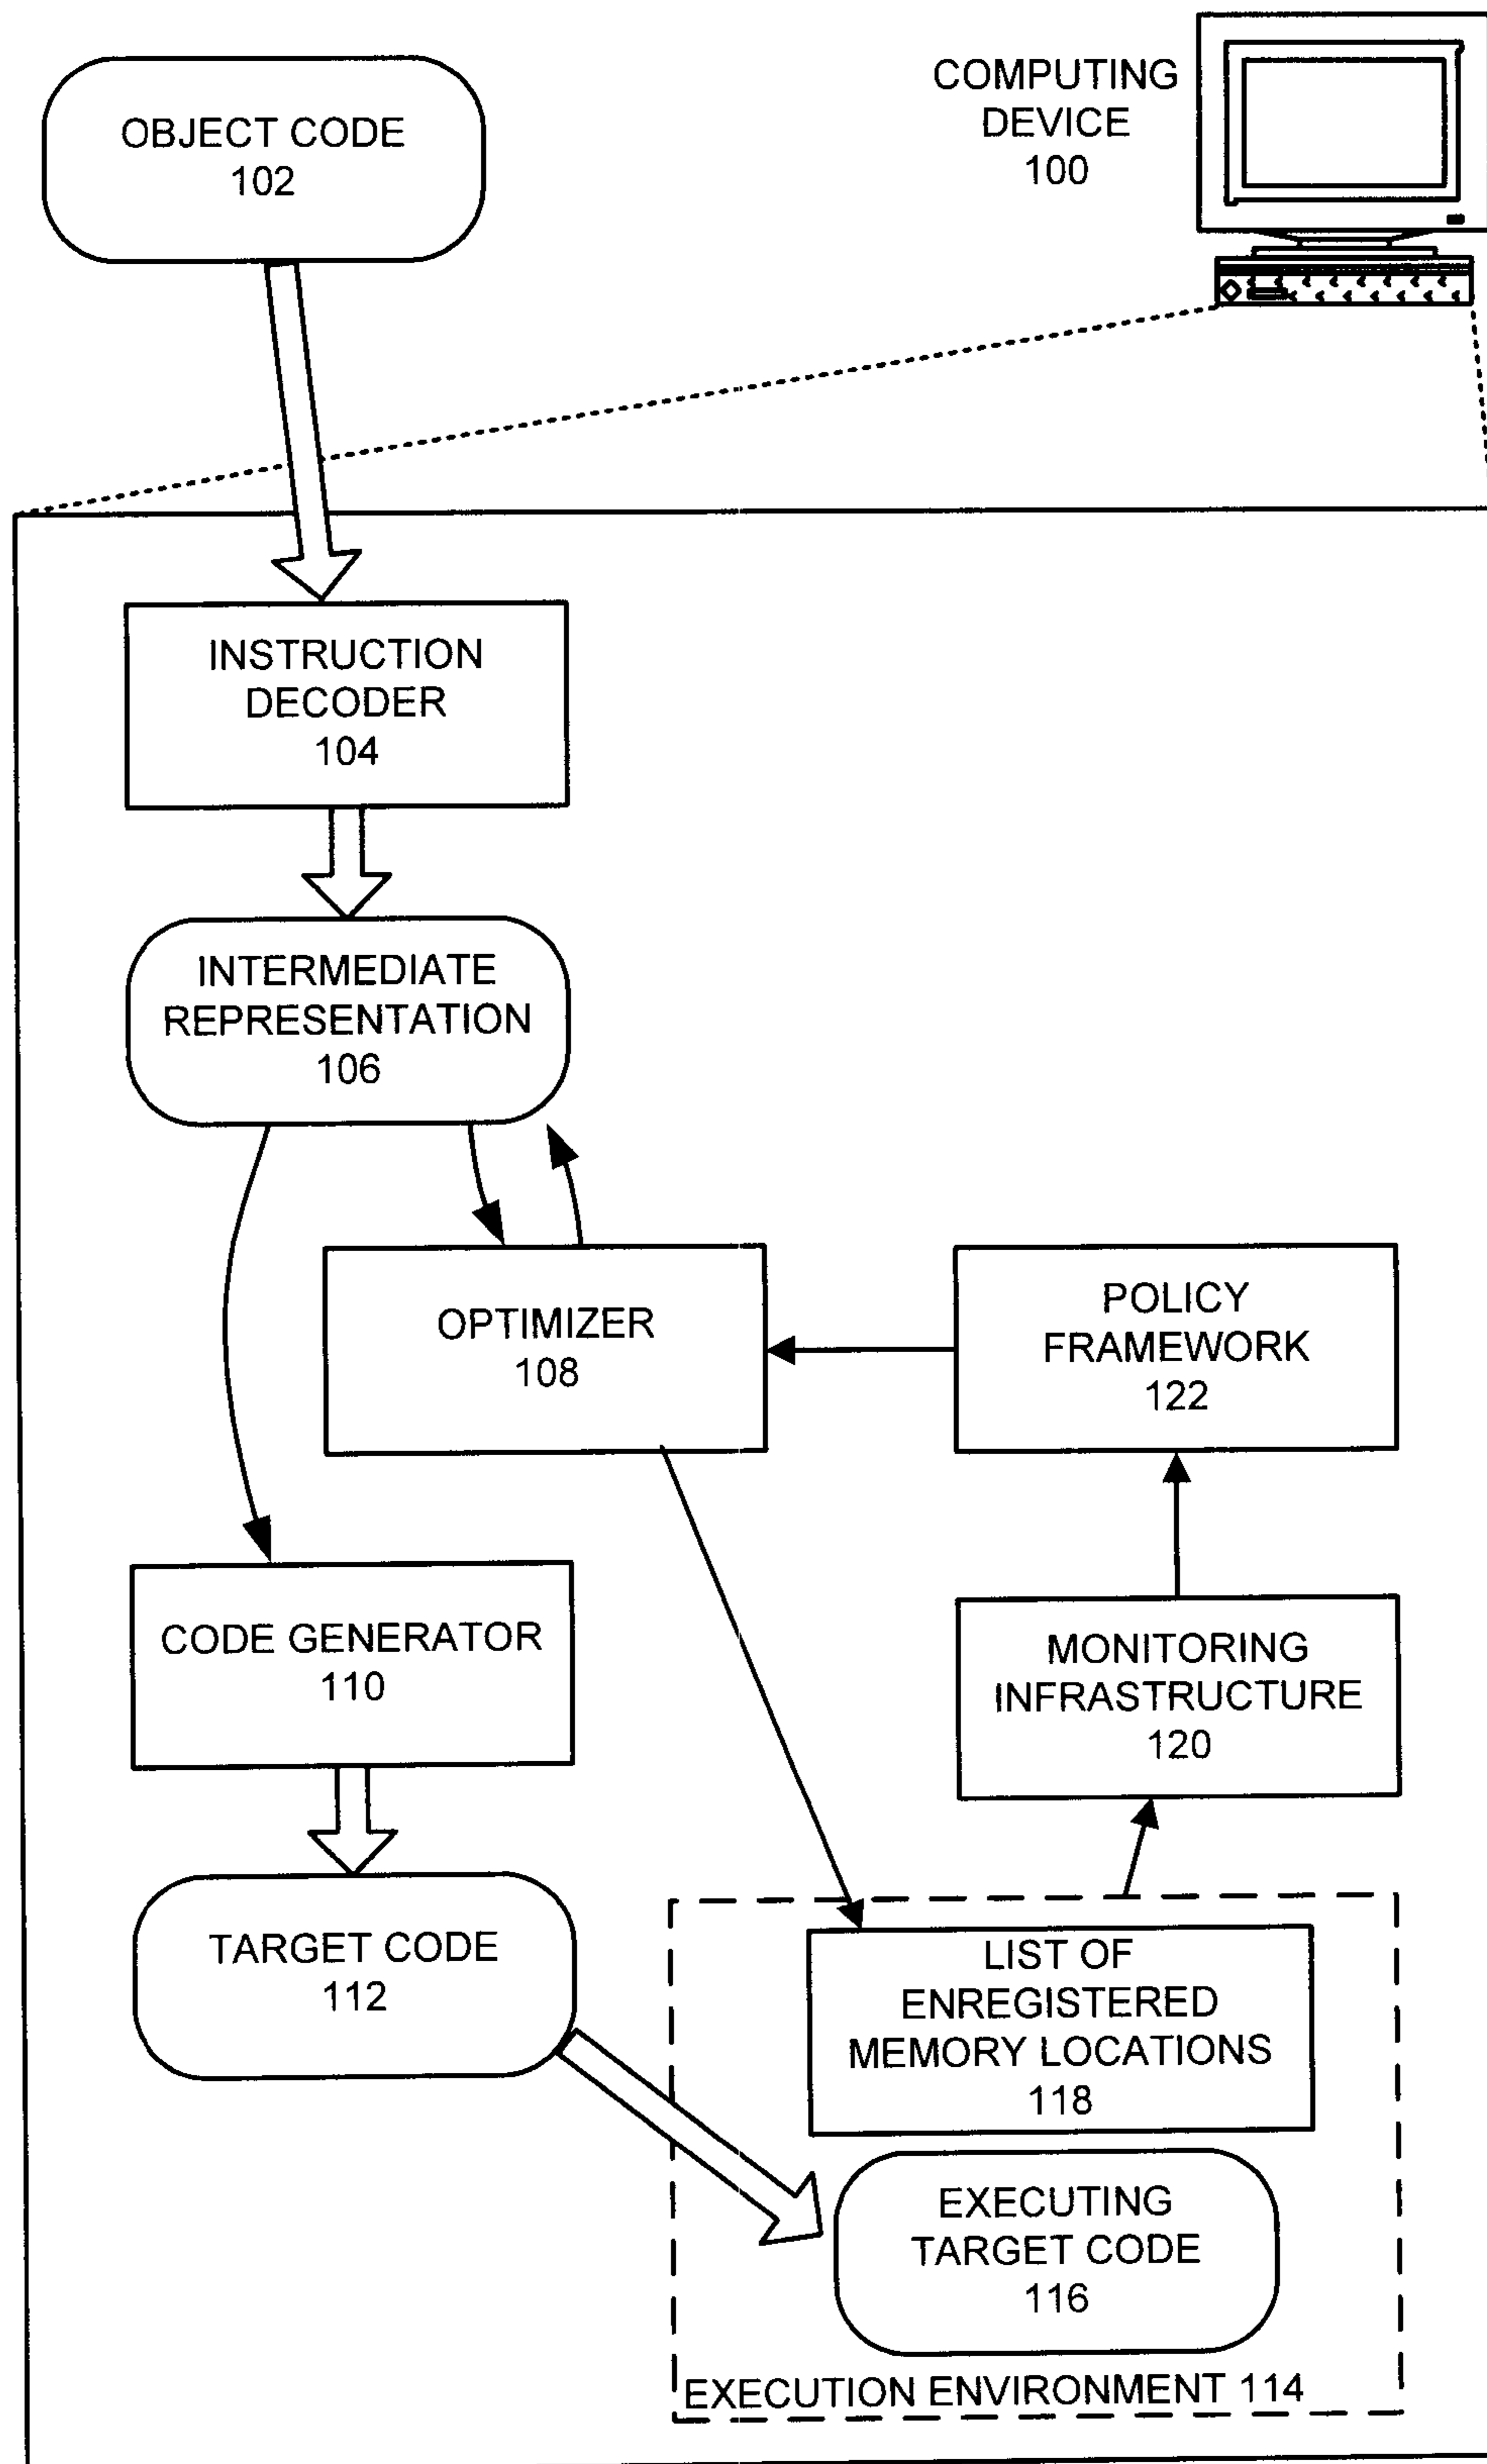 OBJECT CODE
102
COMPUTING
DEVICE
100
INSTRUCTION
DECODER
104
INTERMEDIATE
REPRESENTATION
106
OPTIMIZER
108
POLICY
FRAMEWORK
122
CODE GENERATOR
110
MONITORING
INFRASTRUCTURE
120
TARGET CODE
112
LIST OF
ENREGISTERED
MEMORY LOCATIONS
118
EXECUTING
TARGET CODE
116
EXECUTION ENVIRONMENT 114